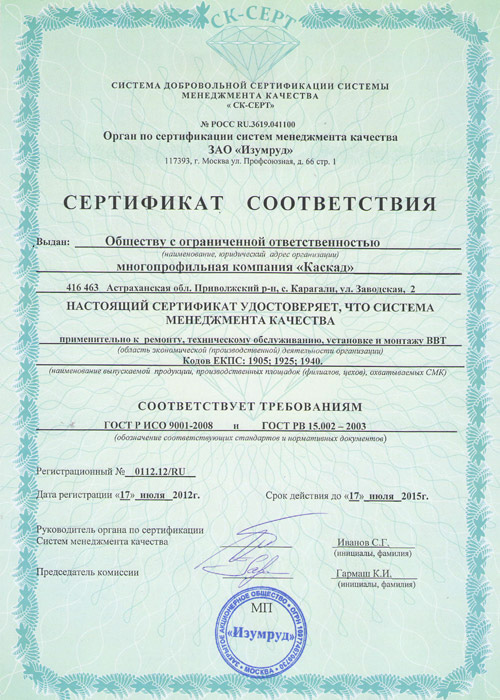 СК-СЕРТ
СИСТЕМА ДОБРОВОЛЬНОЙ СЕРТИФИКАЦИИ СИСТЕМЫ
МЕНЕДЖМЕНТА КАЧЕСТВА
« СК-СЕРТ»
№ РОСС RU.3619.041100
Орган по сертификации систем менеджмента качества
ЗАО «Изумруд»
117393, г. Москва ул. Профсоюзная, д. 66 стр. 1
СЕРТИФИКАТ СООТВЕТСТВИЯ
Выдан: Обществу с ограниченной ответственностью
(наименование, юридический адрес организации)
многопрофильная компания «Каскад»
416 463 Астраханская обл. Приволжский р-н, с. Карагали, ул. Заводская, 2
НАСТОЯЩИЙ СЕРТИФИКАТ УДОСТОВЕРЯЕТ, ЧТО СИСТЕМА
МЕНЕДЖМЕНТА КАЧЕСТВА
применительно к ремонту, техническому обслуживанию, установке и монтажу ВВТ
(область экономической (производственной) деятельности организации)
Кодов ЕКПС: 1905; 1925; 1940.
(наименование выпускаемой продукции, производственных площадок (филиалов, цехов), охватываемых СМК)
СООТВЕТСТВУЕТ ТРЕБОВАНИЯМ
ГОСТ Р ИСО 9001-2008 и ГОСТ РВ 15.002 – 2003
(обозначение соответствующих стандартов и нормативных документов)
Регистрационный № 0112.12/RU
Дата регистрации «17» июля 2012г. Срок действия до «17» июля 2015г.
Руководитель органа по сертификации
Систем менеджмента качества Иванов С.Г.
(инициалы, фамилия)
Председатель комиссии Гармаш К.И.
(инициалы, фамилия)
МП
ЗАКРЫТОЕ АКЦИОНЕРНОЕ ОБЩЕСТВО
«Изумруд»
МОСКВА